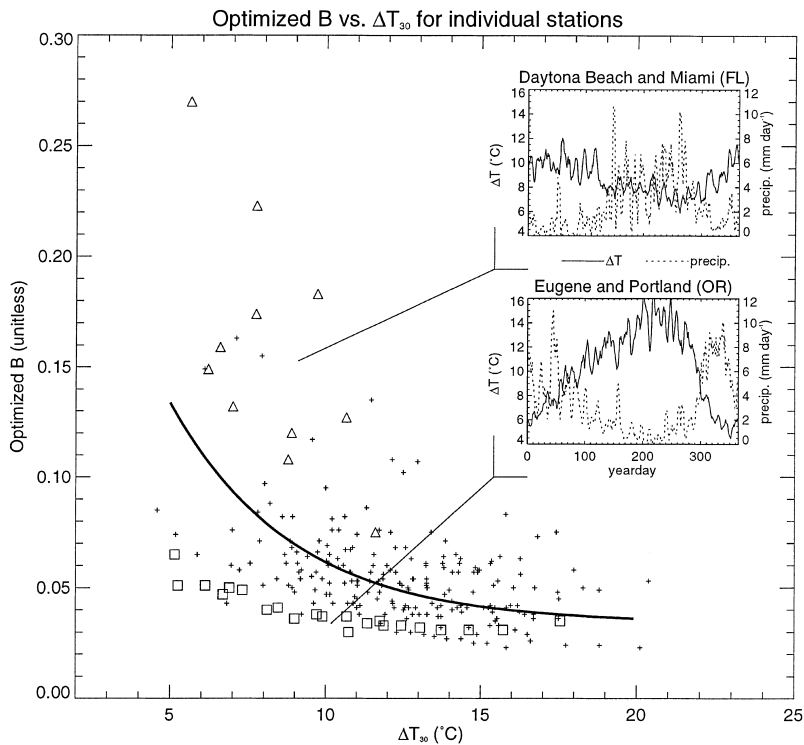 Optimized B vs. ΔT₃₀ for individual stations
0.30
0.25
0.20
0.15
0.10
0.05
0.00
Optimized B (unitless)
5 10 15 20 25
ΔT₃₀ (°C)
Daytona Beach and Miami (FL)
16
14
12
10
8
6
4
ΔT (°C)
12
10
8
6
4
2
0
precip. (mm day⁻¹)
ΔT precip.
Eugene and Portland (OR)
16
14
12
10
8
6
4
ΔT (°C)
12
10
8
6
4
2
0
precip. (mm day⁻¹)
0 100 200 300
yearday